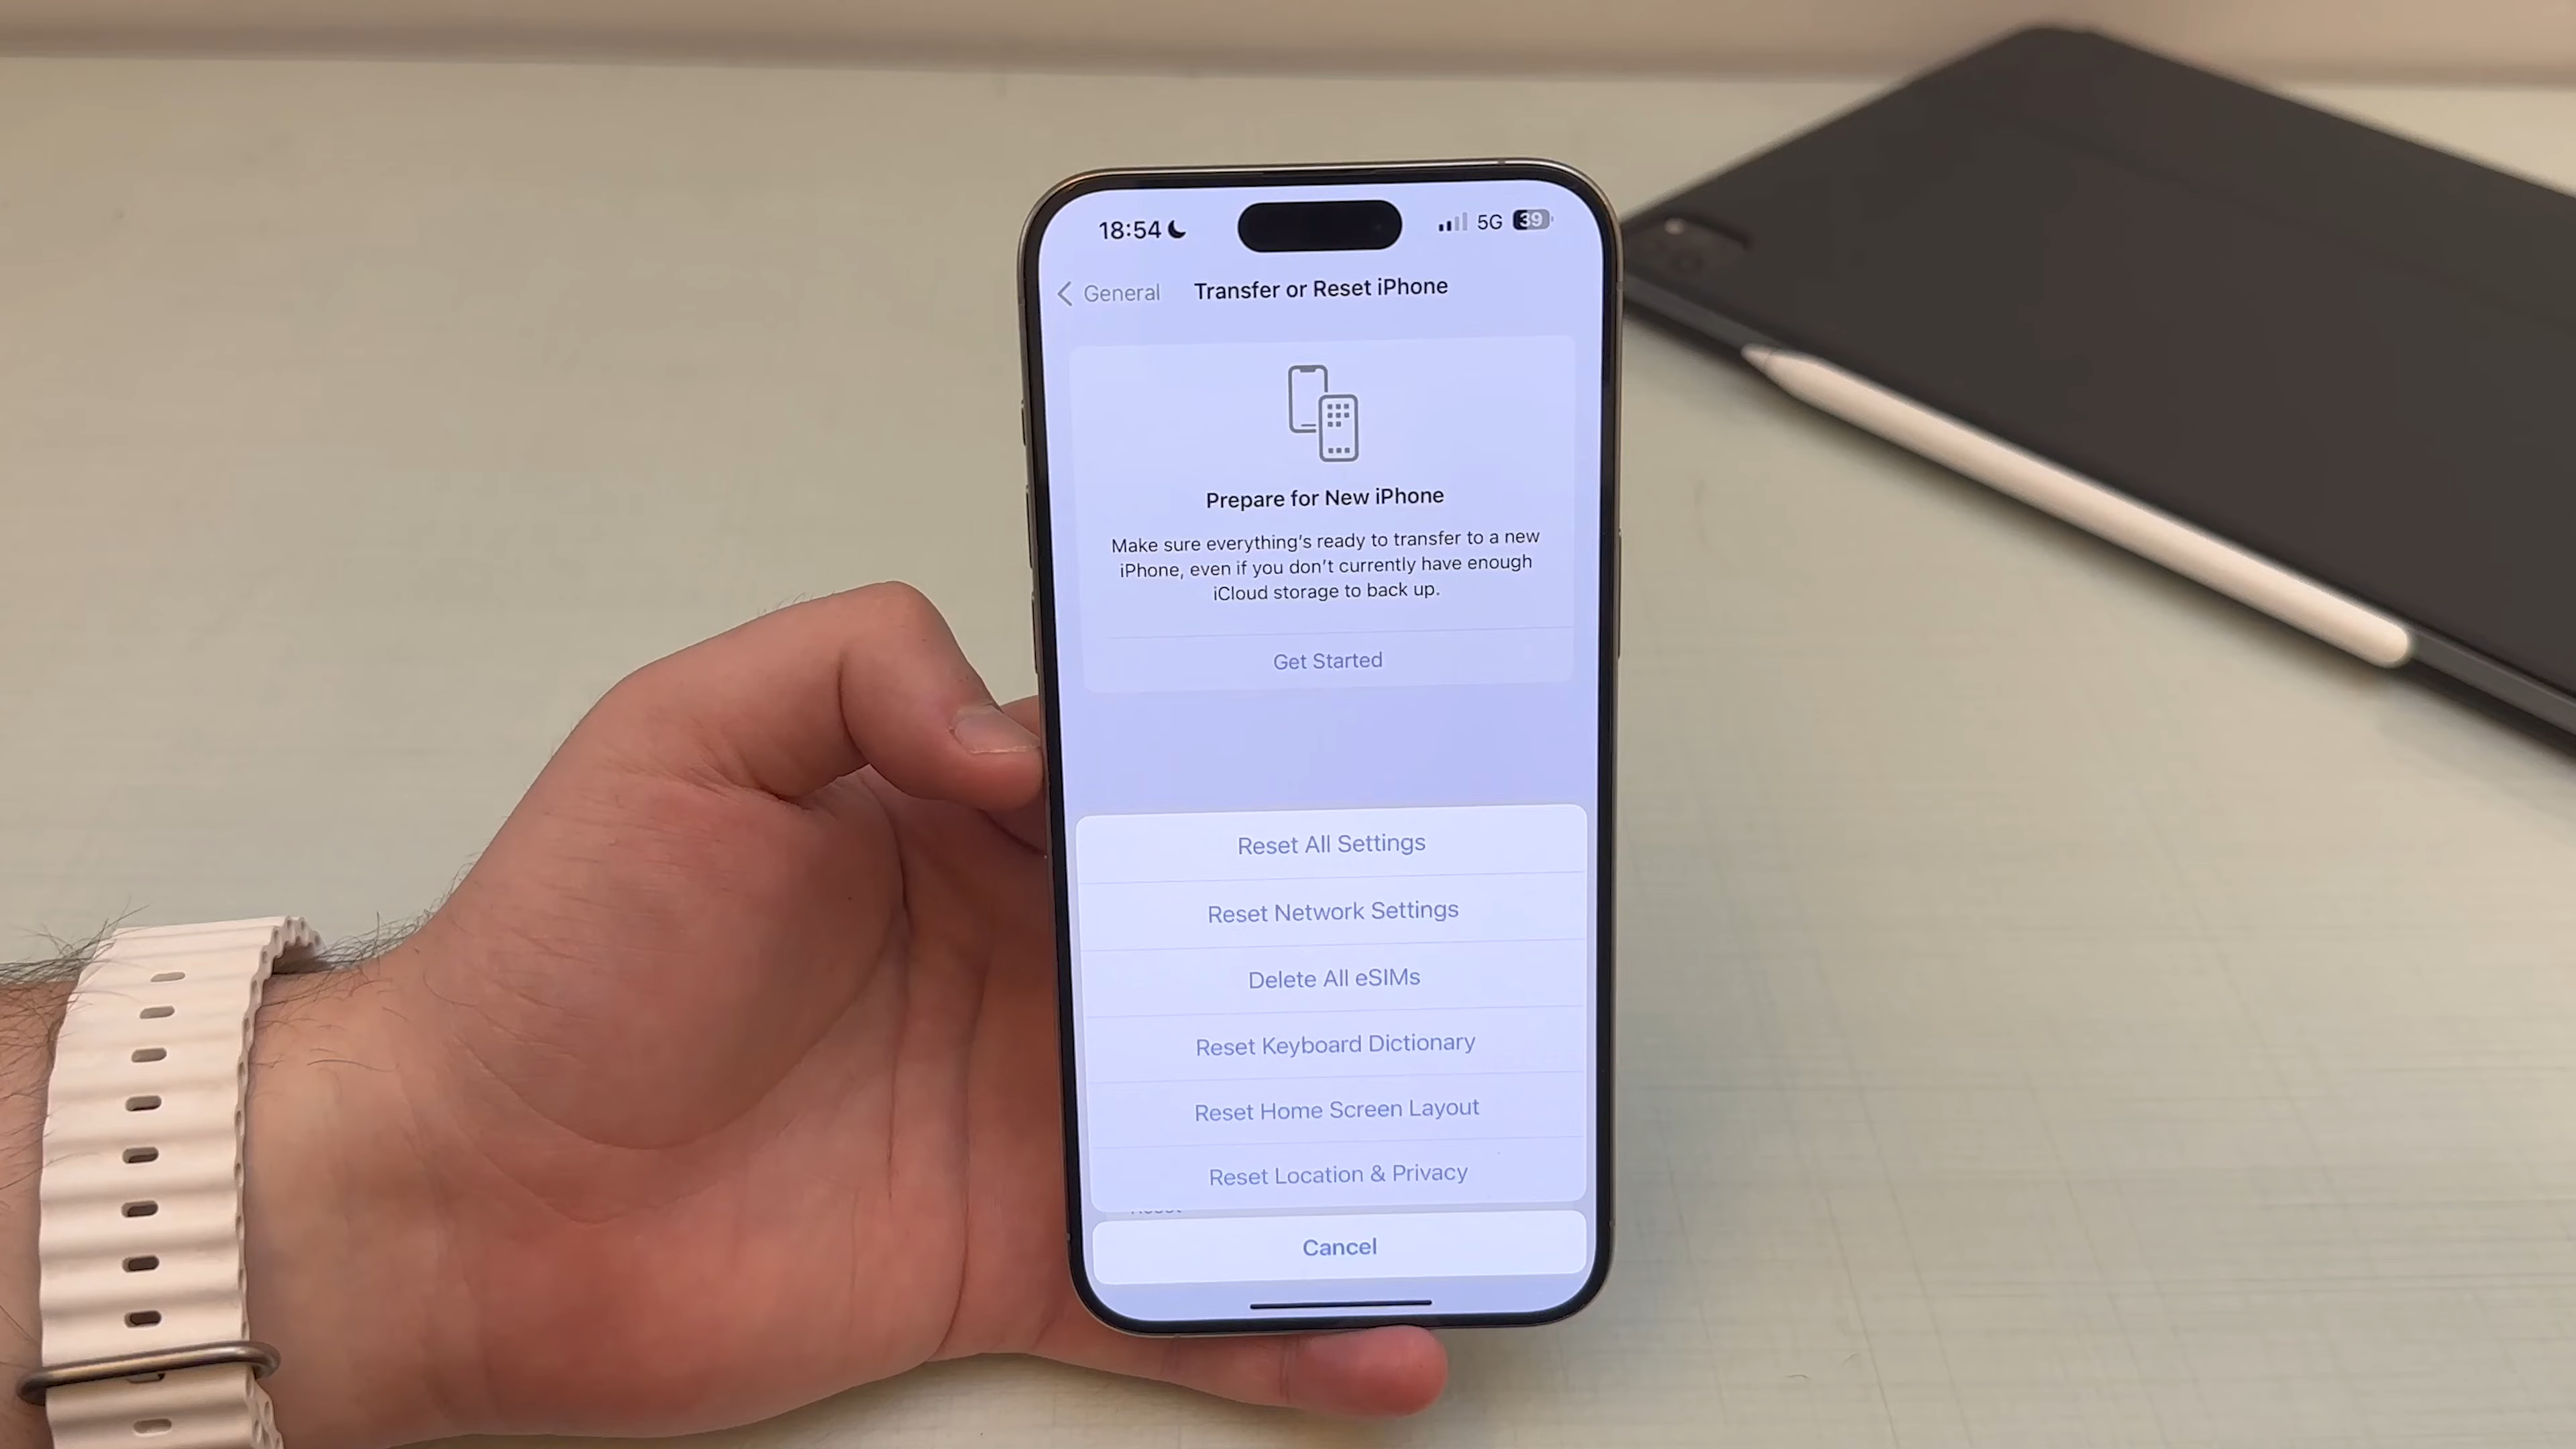 18:54
5G
39
General
Transfer or Reset iPhone
Prepare for New iPhone
Make sure everything's ready to transfer to a new
iPhone, even if you don't currently have enough
iCloud storage to back up.
Get Started
Reset All Settings
Reset Network Settings
Delete All eSIMs
Reset Keyboard Dictionary
Reset Home Screen Layout
Reset Location & Privacy
Cancel